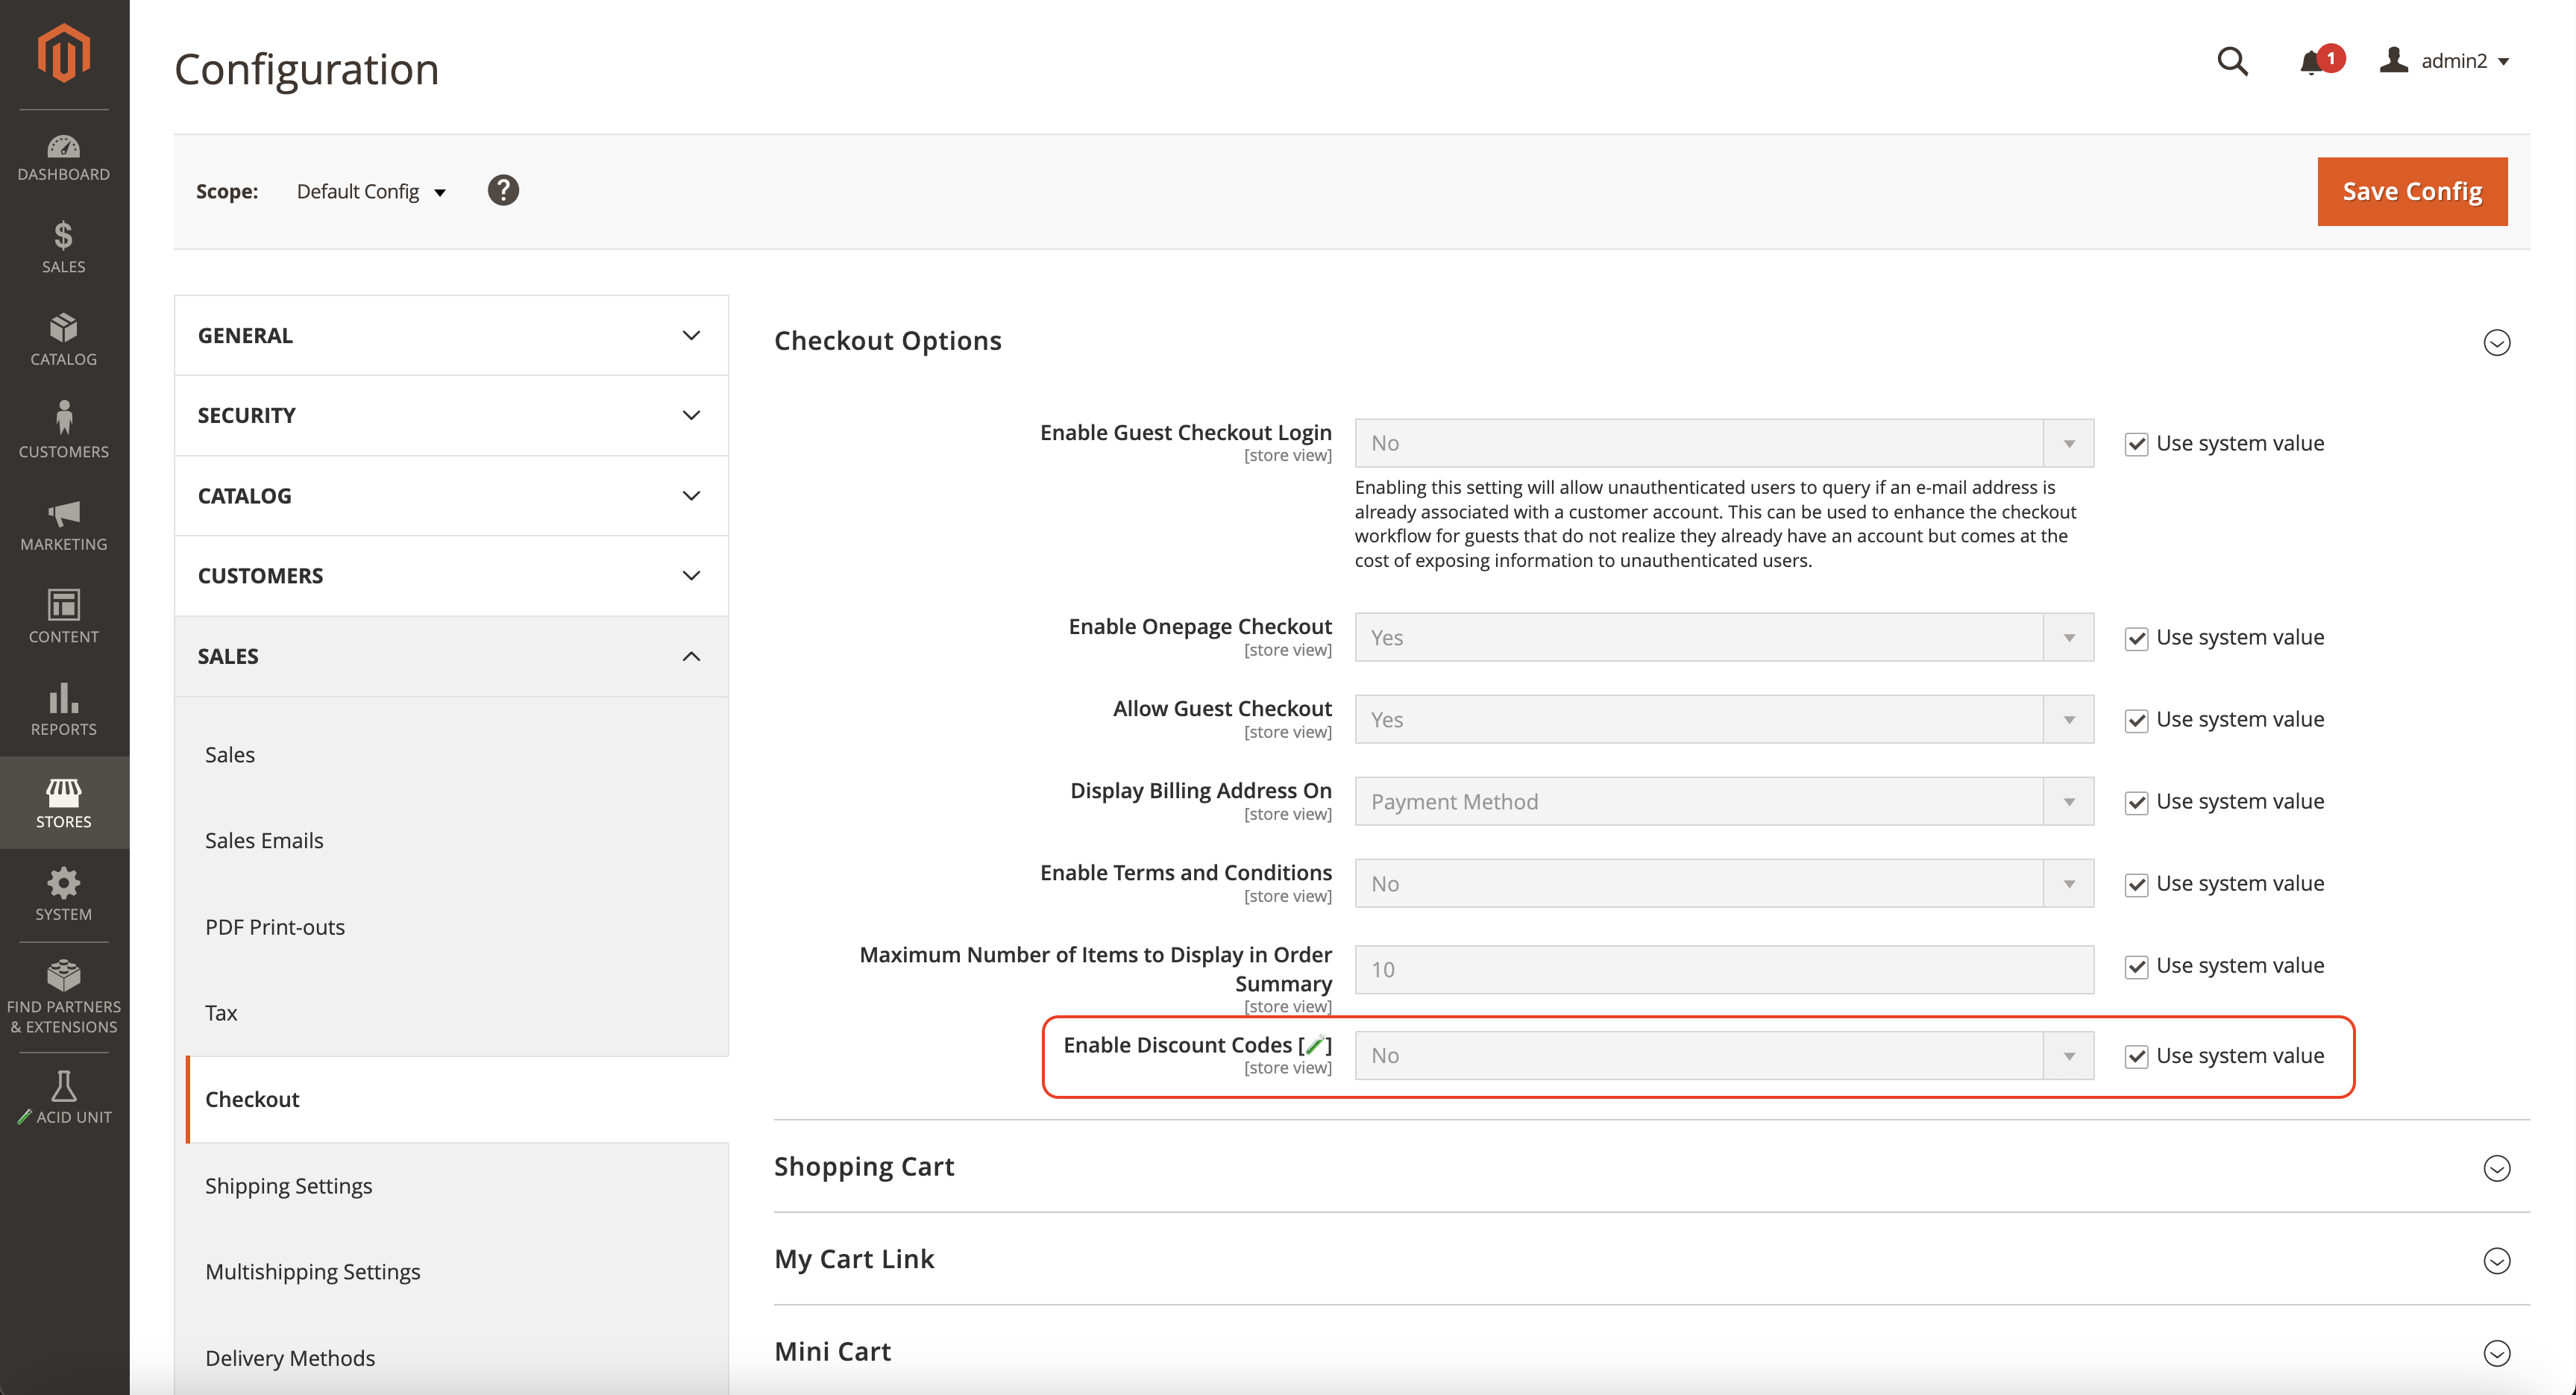 Configuration
1
admin2
DASHBOARD
SALES
CATALOG
CUSTOMERS
MARKETING
CONTENT
REPORTS
STORES
SYSTEM
FIND PARTNERS
& EXTENSIONS
ACID UNIT
Scope:
Default Config
?
Save Config
GENERAL
SECURITY
CATALOG
CUSTOMERS
SALES
Sales
Sales Emails
PDF Print-outs
Tax
Checkout
Shipping Settings
Multishipping Settings
Delivery Methods
Checkout Options
Enable Guest Checkout Login
[store view]
No
Use system value
Enabling this setting will allow unauthenticated users to query if an e-mail address is
already associated with a customer account. This can be used to enhance the checkout
workflow for guests that do not realize they already have an account but comes at the
cost of exposing information to unauthenticated users.
Enable Onepage Checkout
[store view]
Yes
Use system value
Allow Guest Checkout
[store view]
Yes
Use system value
Display Billing Address On
[store view]
Payment Method
Use system value
Enable Terms and Conditions
[store view]
No
Use system value
Maximum Number of Items to Display in Order
Summary
[store view]
10
Use system value
Enable Discount Codes [🧪]
[store view]
No
Use system value
Shopping Cart
My Cart Link
Mini Cart